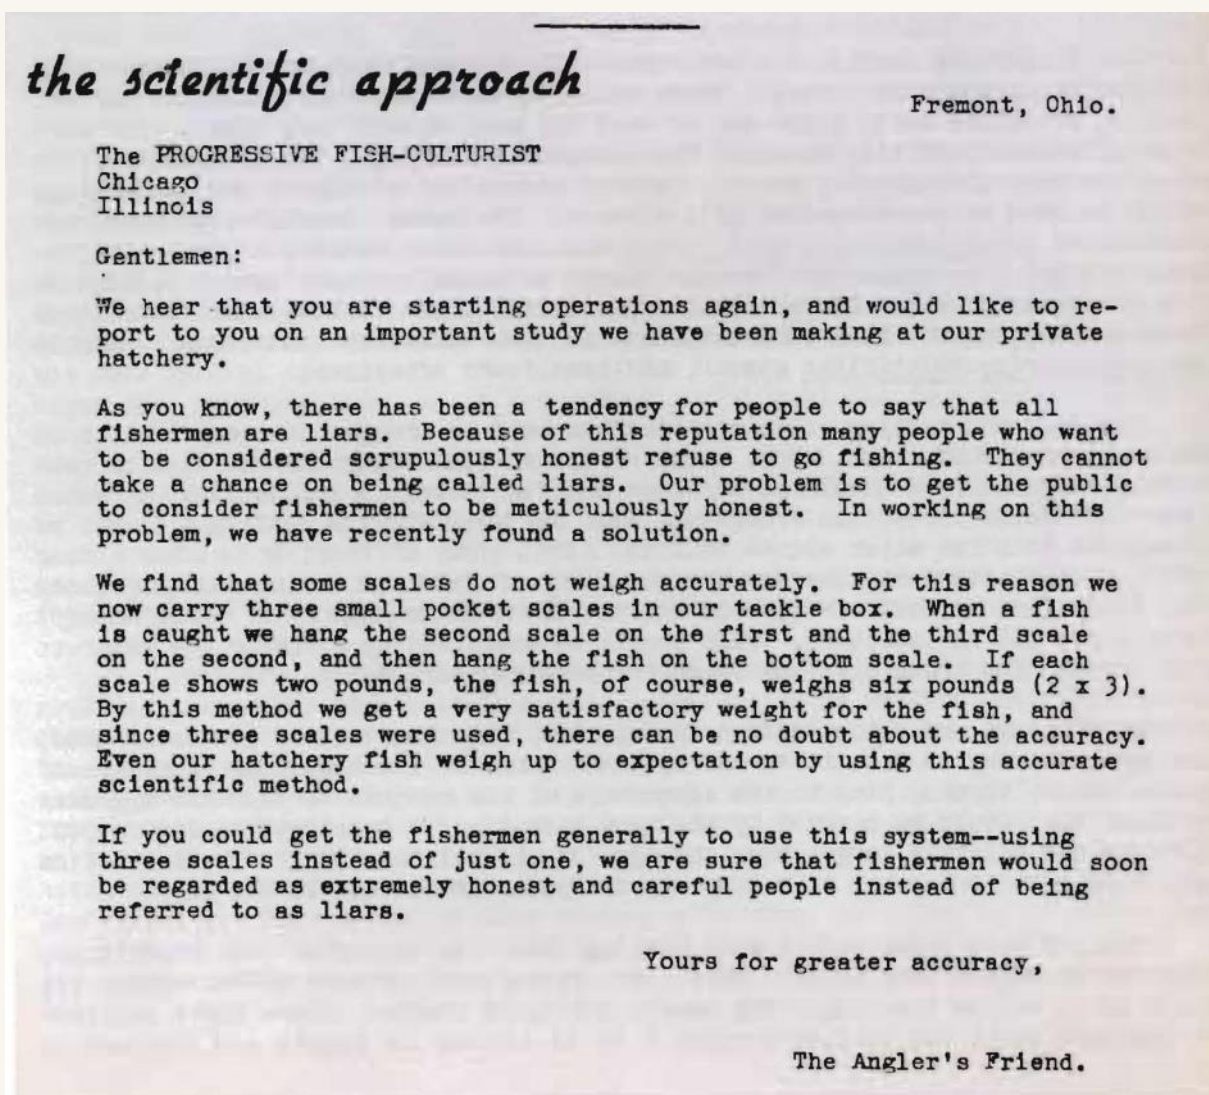 the scientific approach
Fremont, Ohio.
The PROGRESSIVE FISH-CULTURIST
Chicago
Illinois
Gentlemen:
We hear that you are starting operations again, and would like to re-
port to you on an important study we have been making at our private
hatchery.
As you know, there has been a tendency for people to say that all
fishermen are liars. Because of this reputation many people who want
to be considered scrupulously honest refuse to go fishing. They cannot
take a chance on being called liars. Our problem is to get the public
to consider fishermen to be meticulously honest. In working on this
problem, we have recently found a solution.
We find that some scales do not weigh accurately. For this reason we
now carry three small pocket scales in our tackle box. When a fish
is caught we hang the second scale on the first and the third scale
on the second, and then hang the fish on the bottom scale. If each
scale shows two pounds, the fish, of course, weighs six pounds (2 x 3).
By this method we get a very satisfactory weight for the fish, and
since three scales were used, there can be no doubt about the accuracy.
Even our hatchery fish weigh up to expectation by using this accurate
scientific method.
If you could get the fishermen generally to use this system--using
three scales instead of just one, we are sure that fishermen would soon
be regarded as extremely honest and careful people instead of being
referred to as liars.
Yours for greater accuracy,
The Angler's Friend.